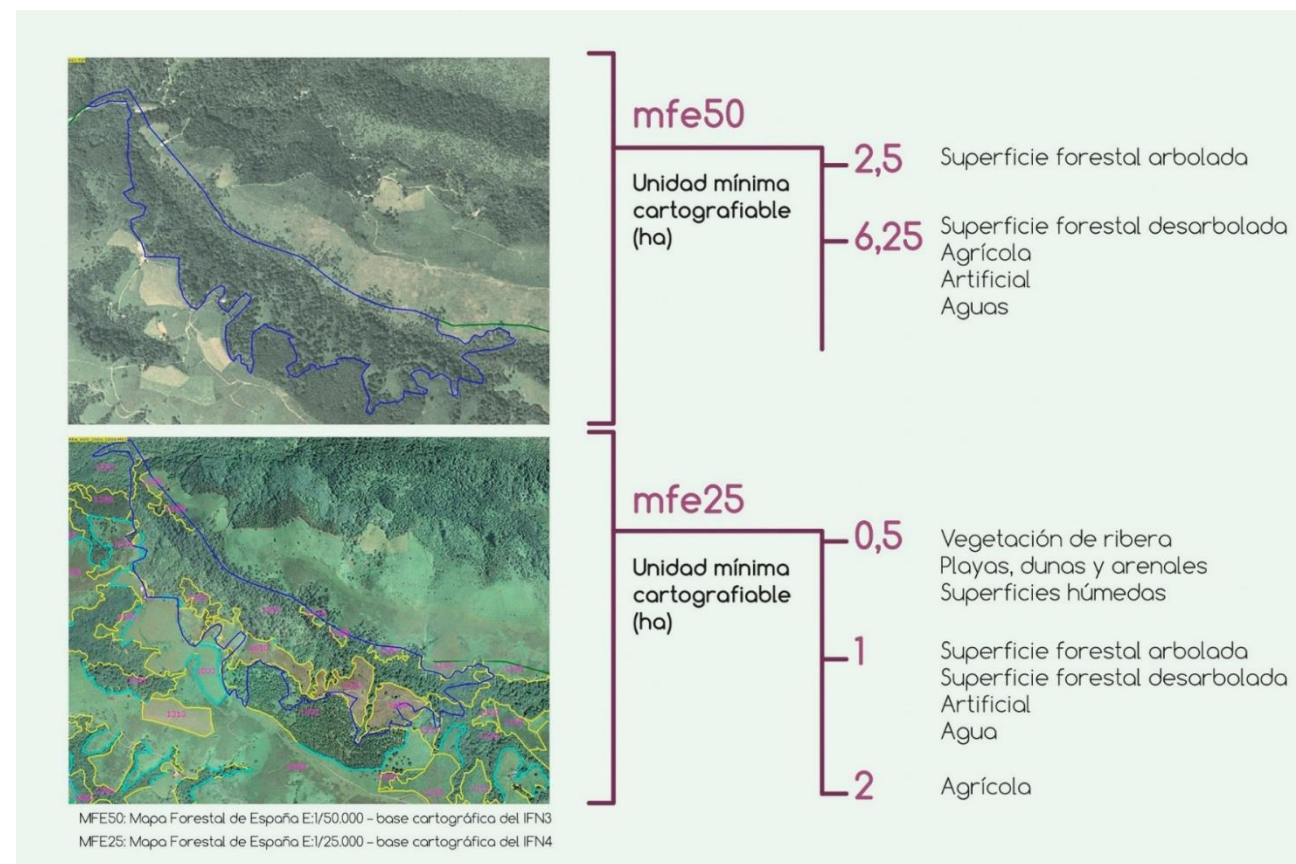 mfe50
Unidad mínima
cartografiable
(ha)
2,5
Superficie forestal arbolada
6,25
Superficie forestal desarbolada
Agrícola
Artificial
Aguas
mfe25
Unidad mínima
cartografiable
(ha)
0,5
Vegetación de ribera
Playas, dunas y arenales
Superficies húmedas
1
Superficie forestal arbolada
Superficie forestal desarbolada
Artificial
Agua
2
Agrícola
1313
MFE50: Mapa Forestal de España E:1/50.000 – base cartográfica del IFN3
MFE25: Mapa Forestal de España E:1/25.000 – base cartográfica del IFN4